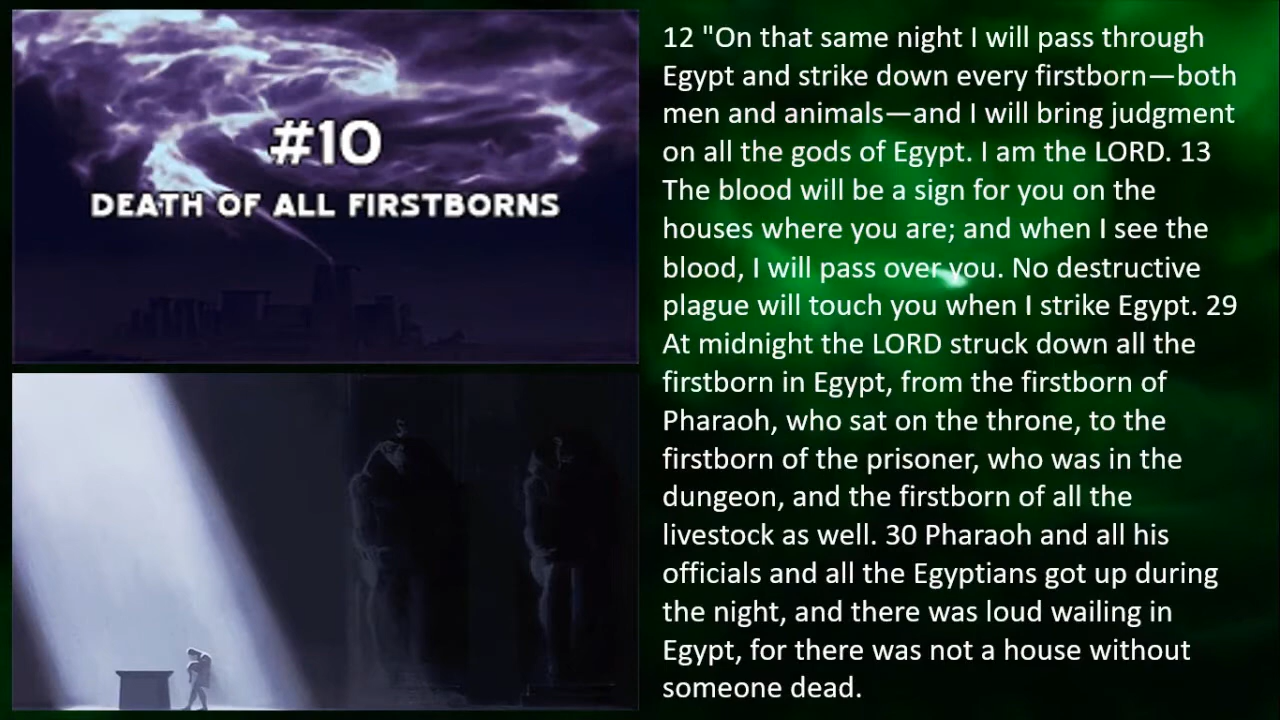 #10
DEATH OF ALL FIRSTBORNS
12 "On that same night I will pass through
Egypt and strike down every firstborn—both
men and animals—and I will bring judgment
on all the gods of Egypt. I am the LORD. 13
The blood will be a sign for you on the
houses where you are; and when I see the
blood, I will pass over you. No destructive
plague will touch you when I strike Egypt. 29
At midnight the LORD struck down all the
firstborn in Egypt, from the firstborn of
Pharaoh, who sat on the throne, to the
firstborn of the prisoner, who was in the
dungeon, and the firstborn of all the
livestock as well. 30 Pharaoh and all his
officials and all the Egyptians got up during
the night, and there was loud wailing in
Egypt, for there was not a house without
someone dead.